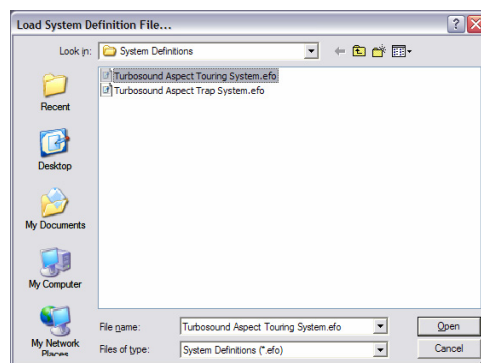 Load System Definition File...
Look in: System Definitions
Turbosound Aspect Touring System.efo
Turbosound Aspect Trap System.efo
Recent
Desktop
My Documents
My Computer
My Network
Places
File name: Turbosound Aspect Touring System.efo Open
Files of type: System Definitions (*.efo) Cancel